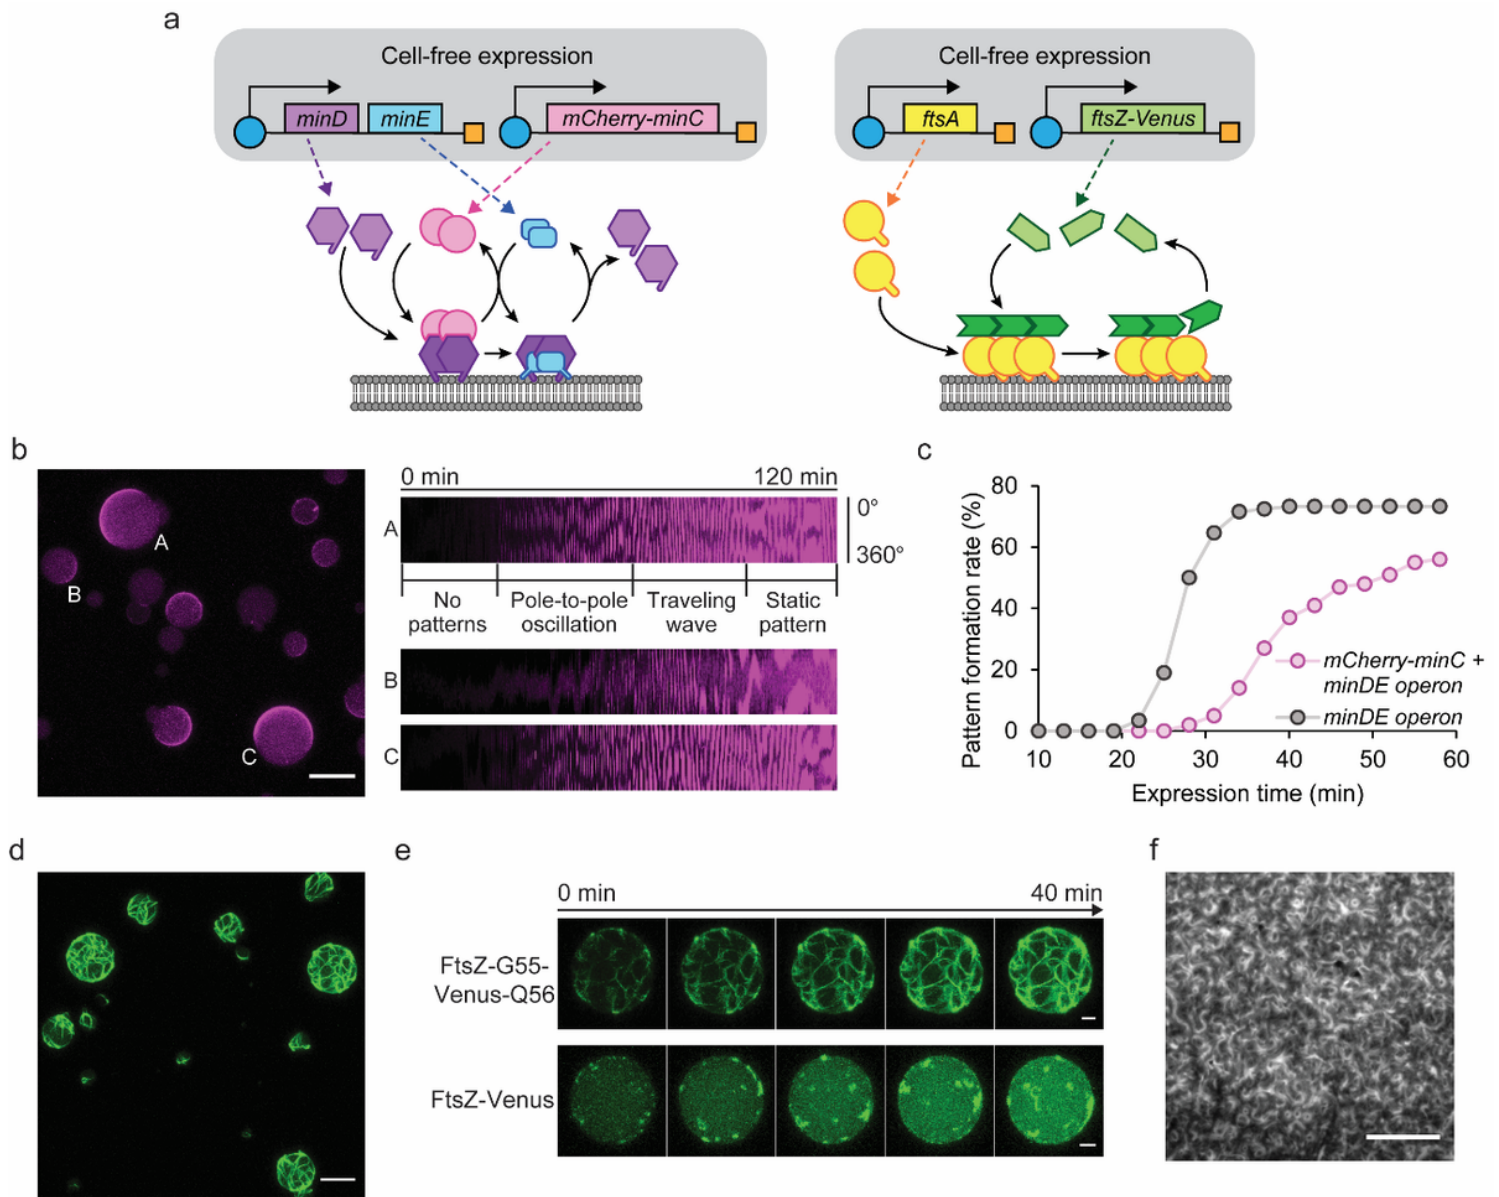 a
Cell-free expression
minD
minE
mCherry-minC
Cell-free expression
ftsA
ftsZ-Venus
b
A
B
C
0 min
120 min
A
0°
360°
No
patterns
Pole-to-pole
oscillation
Traveling
wave
Static
pattern
B
C
c
Pattern formation rate (%)
80
60
40
20
0
10
20
30
40
50
60
Expression time (min)
mCherry-minC +
minDE operon
minDE operon
d
e
0 min
40 min
FtsZ-G55-
Venus-Q56
FtsZ-Venus
f